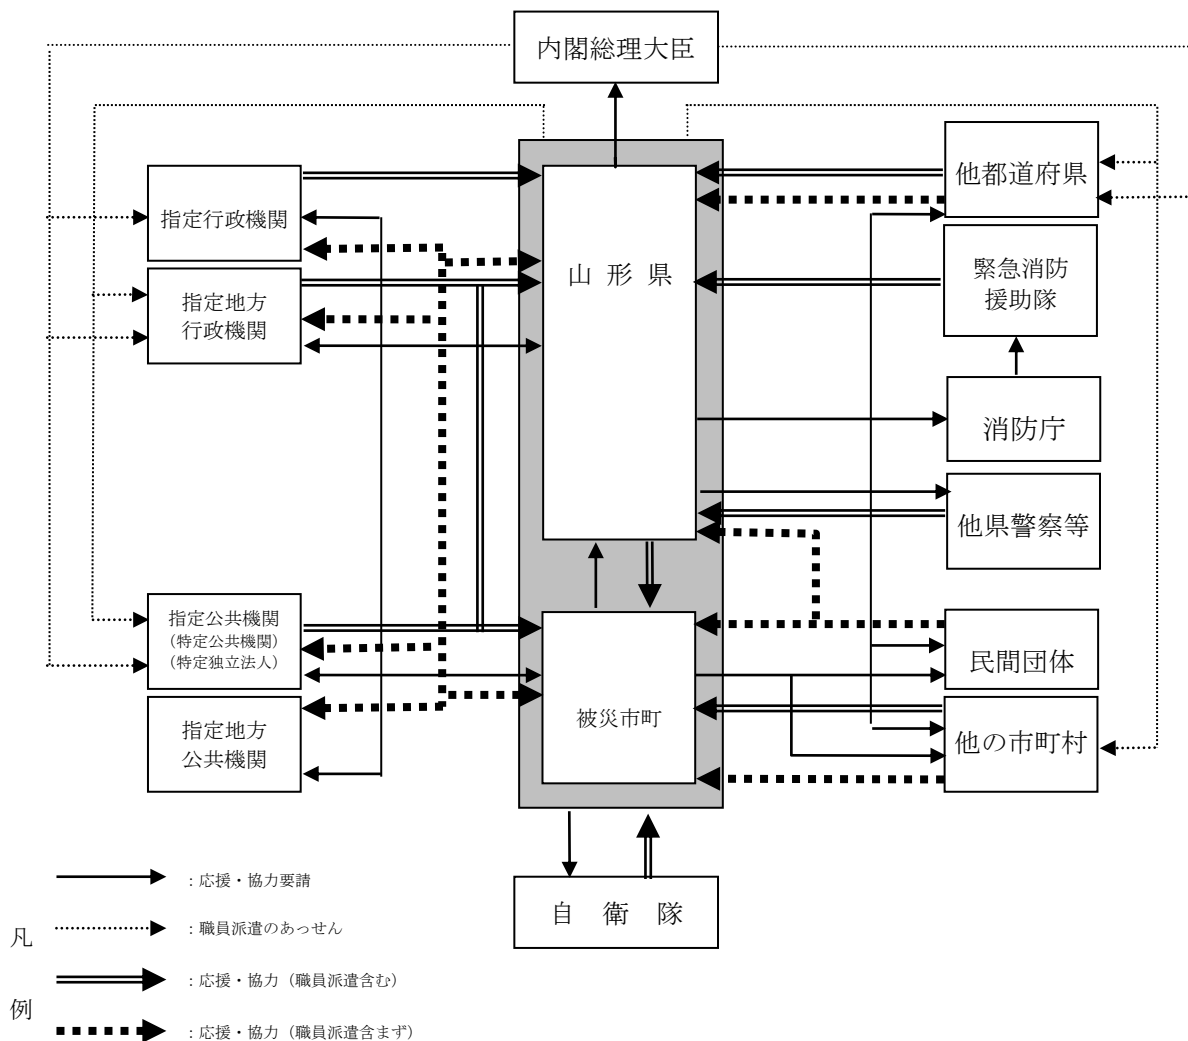 内閣総理大臣
指定行政機関
指定地方
行政機関
指定公共機関
(特定公共機関)
(特定独立法人)
指定地方
公共機関
山 形 県
被災市町
他都道府県
緊急消防
援助隊
消防庁
他県警察等
民間団体
他の市町村
自 衛 隊
凡
例
：応援・協力要請
：職員派遣のあっせん
：応援・協力（職員派遣含む）
：応援・協力（職員派遣含まず）